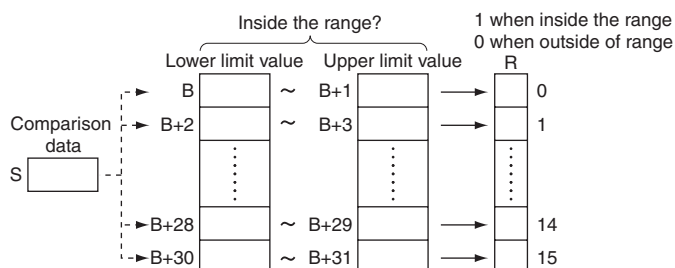 Inside the range?
1 when inside the range
0 when outside of range
Lower limit value Upper limit value R
B ~ B+1 0
Comparison data
B+2 ~ B+3 1
S
B+28 ~ B+29 14
B+30 ~ B+31 15